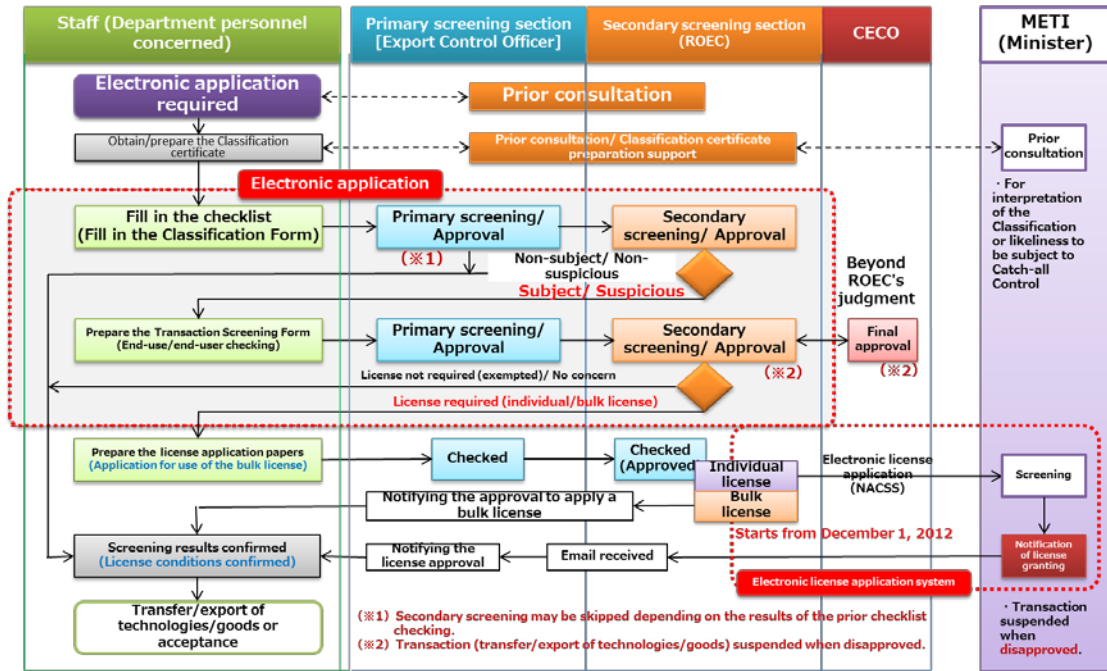 Staff (Department personnel
concerned)
Primary screening section
[Export Control Officer]
Secondary screening section
(ROEC)
CECO
METI
(Minister)
Electronic application
required
Prior consultation
Obtain/prepare the Classification
certificate
Prior consultation/ Classification certificate
preparation support
Prior
consultation
Electronic application
・For
interpretation
of the
Classification
or likeliness to
be subject to
Catch-all
Control
Fill in the checklist
(Fill in the Classification Form)
Primary screening/
Approval
Secondary
screening/ Approval
(※1)
Non-subject/ Non-
suspicious
Subject/ Suspicious
Beyond
ROEC's
judgment
Prepare the Transaction Screening Form
(End-use/end-user checking)
Primary screening/
Approval
Secondary
screening/ Approval
Final
approval
(※2)
(※2)
License not required (exempted)/ No concern
License required (individual/bulk license)
Prepare the license application papers
(Application for use of the bulk license)
Checked
Checked
(Approved)
Individual
license
Bulk
license
Electronic license
application
(NACSS)
Screening
Notifying the approval to apply a
bulk license
Starts from December 1, 2012
Screening results confirmed
(License conditions confirmed)
Notifying the
license approval
Email received
Notification
of license
granting
Electronic license application system
Transfer/export of
technologies/goods or
acceptance
(※1) Secondary screening may be skipped depending on the results of the prior checklist
checking.
(※2) Transaction (transfer/export of technologies/goods) suspended when disapproved.
・Transaction
suspended
when
disapproved.